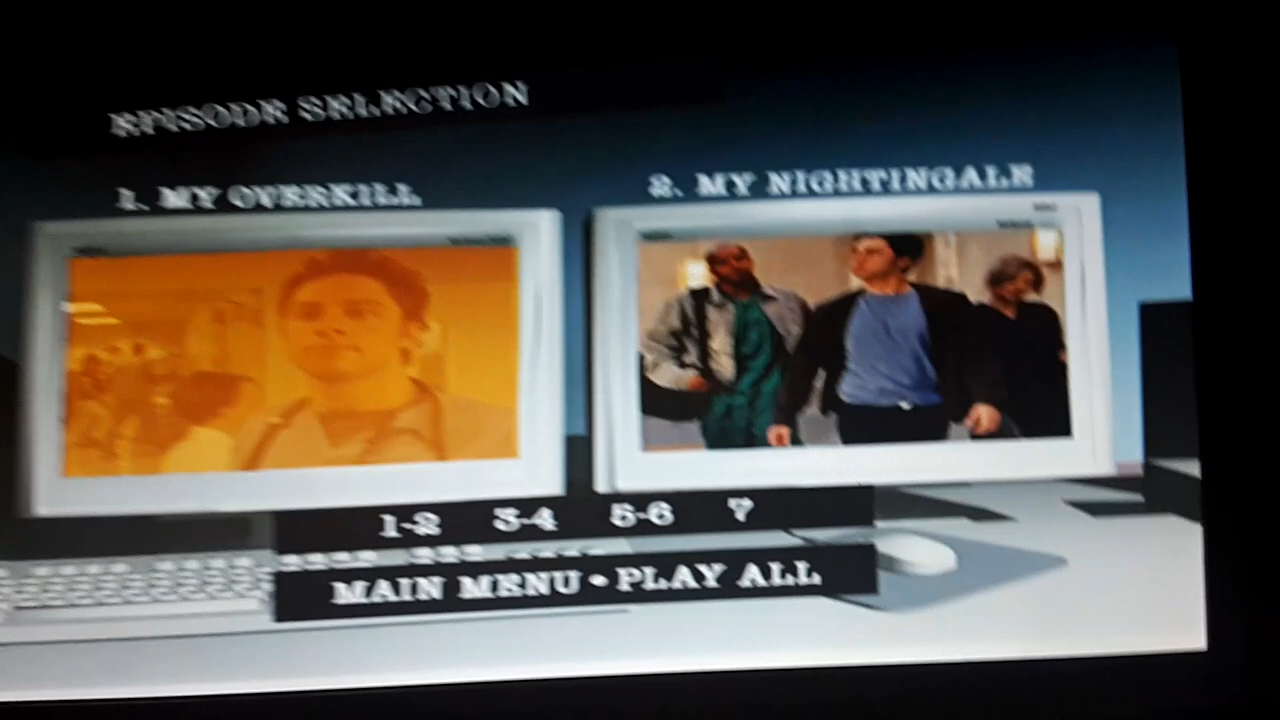 EPISODE SELECTION
1. MY OVERKILL
2. MY NIGHTINGALE
1-2 3-4 5-6 7
MAIN MENU • PLAY ALL